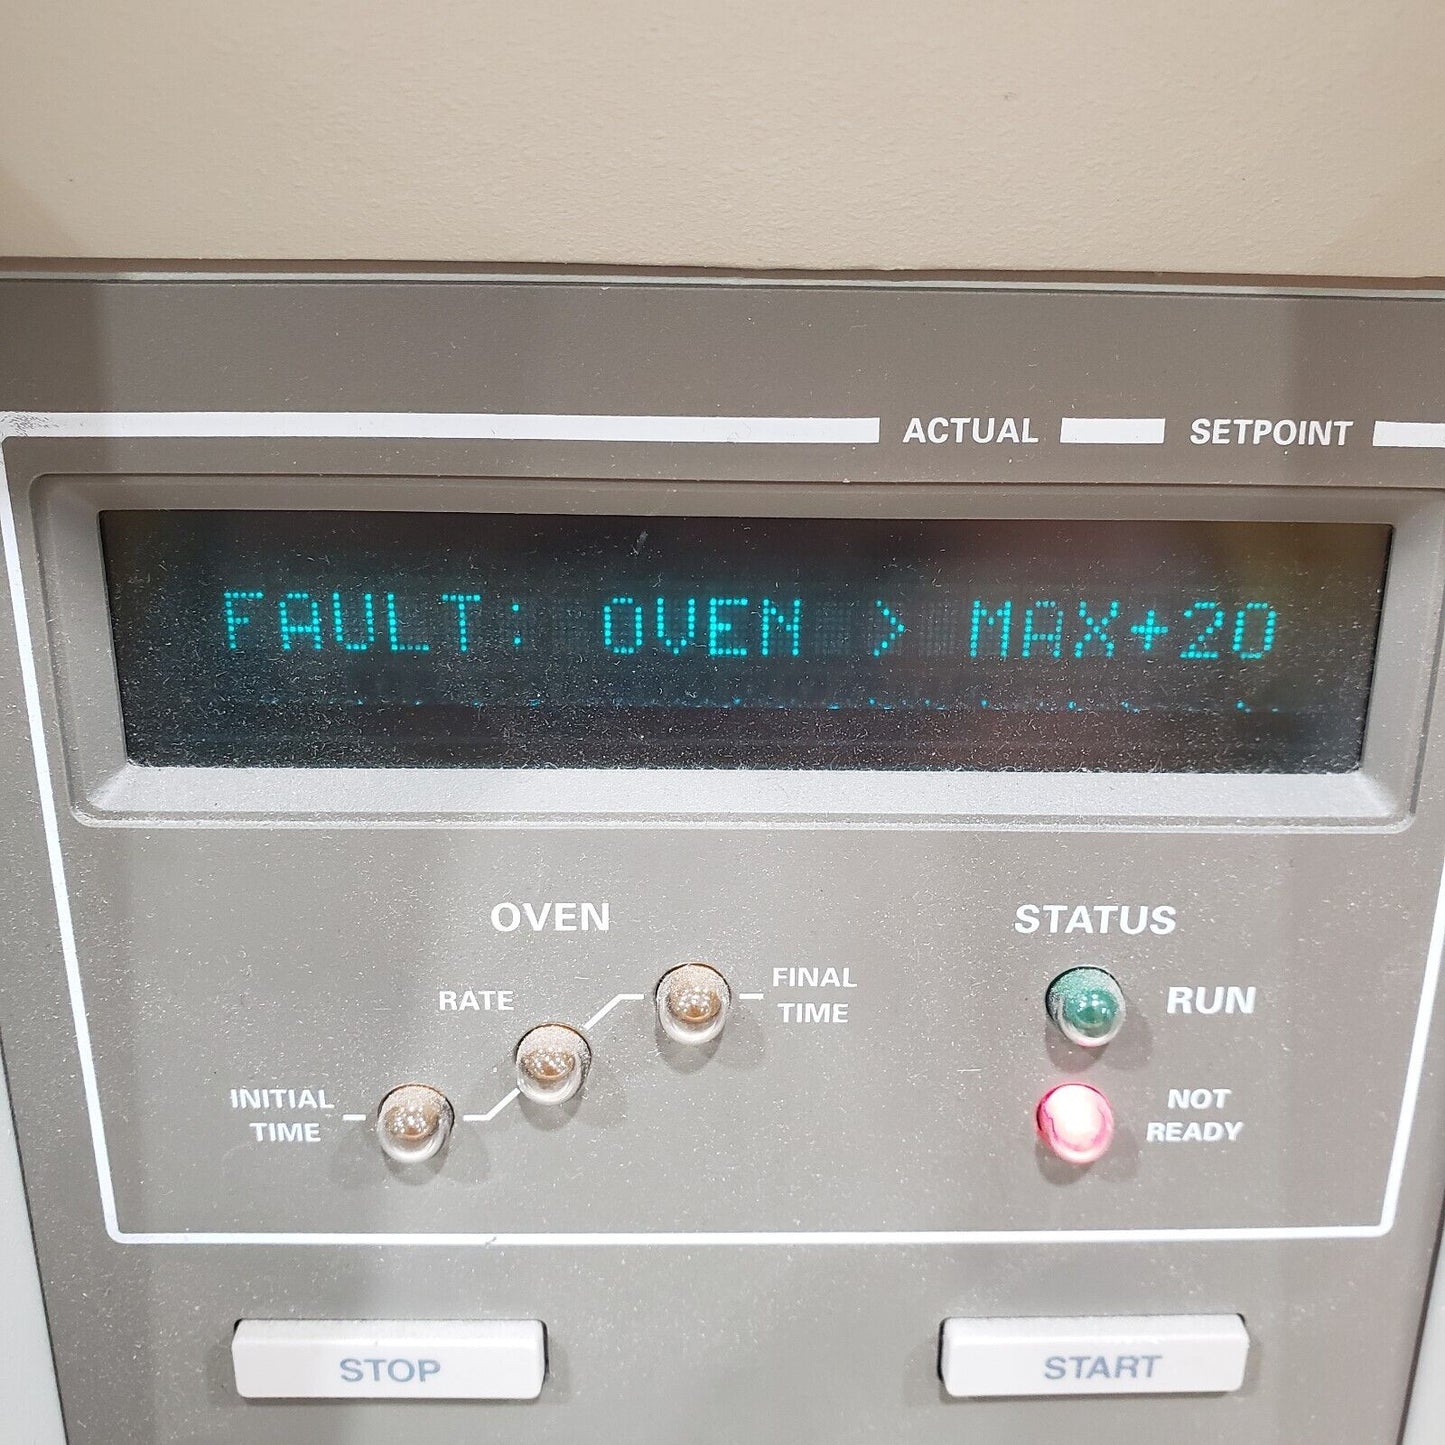 ACTUAL SETPOINT
FAULT: OVEN > MAX+20
OVEN
STATUS
FINAL
TIME
RATE
RUN
INITIAL
TIME
NOT
READY
STOP
START